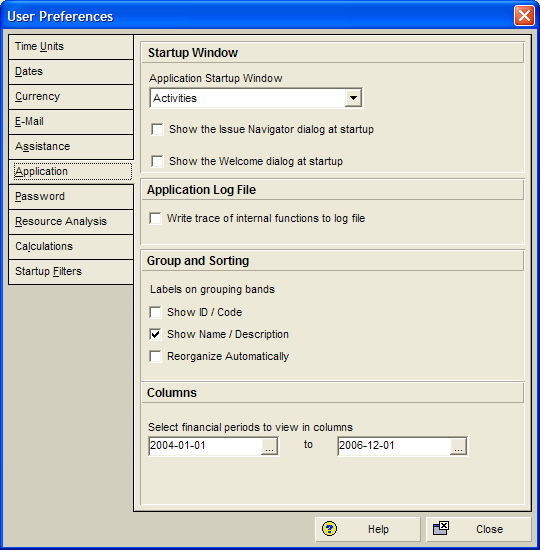 User Preferences
Time Units
Dates
Currency
E-Mail
Assistance
Application
Password
Resource Analysis
Calculations
Startup Filters
Startup Window
Application Startup Window
Activities
Show the Issue Navigator dialog at startup
Show the Welcome dialog at startup
Application Log File
Write trace of internal functions to log file
Group and Sorting
Labels on grouping bands
Show ID / Code
Show Name / Description
Reorganize Automatically
Columns
Select financial periods to view in columns
2004-01-01 ... to 2006-12-01 ...
Help Close